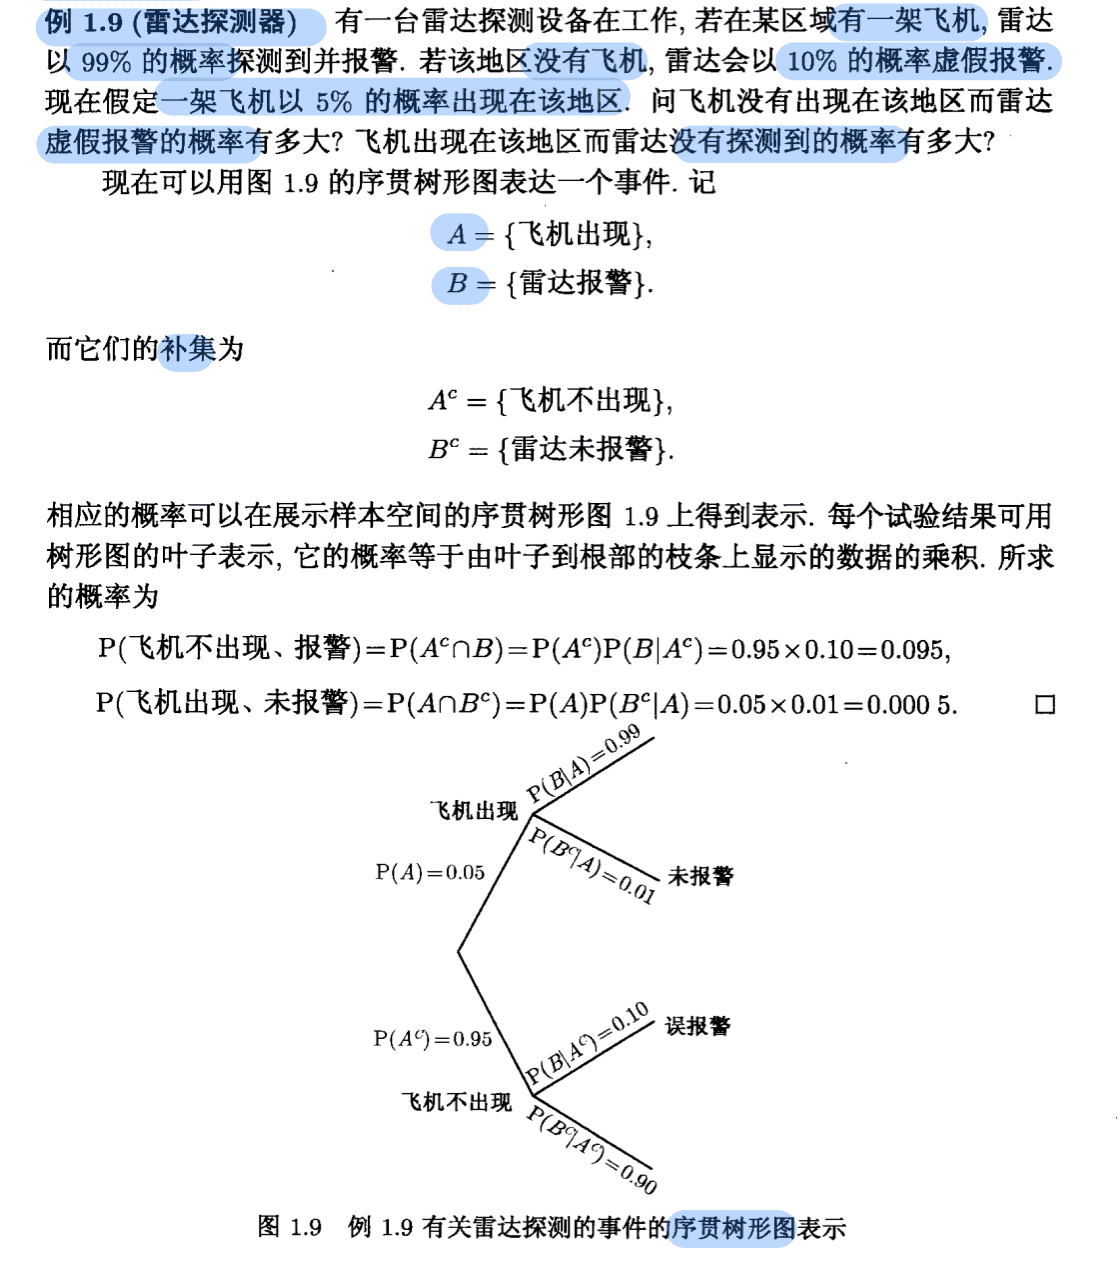 例 1.9 (雷达探测器) 有一台雷达探测设备在工作, 若在某区域有一架飞机, 雷达
以 99% 的概率探测到并报警. 若该地区没有飞机, 雷达会以 10% 的概率虚假报警.
现在假定一架飞机以 5% 的概率出现在该地区. 问飞机没有出现在该地区而雷达
虚假报警的概率有多大? 飞机出现在该地区而雷达没有探测到的概率有多大?
现在可以用图 1.9 的序贯树形图表达一个事件. 记
A = {飞机出现},
B = {雷达报警}.
而它们的补集为
Aᶜ = {飞机不出现},
Bᶜ = {雷达未报警}.
相应的概率可以在展示样本空间的序贯树形图 1.9 上得到表示. 每个试验结果可用
树形图的叶子表示, 它的概率等于由叶子到根部的枝条上显示的数据的乘积. 所求
的概率为
P(飞机不出现、报警)=P(Aᶜ∩B)=P(Aᶜ)P(B|Aᶜ)=0.95×0.10=0.095,
P(飞机出现、未报警)=P(A∩Bᶜ)=P(A)P(Bᶜ|A)=0.05×0.01=0.000 5. □
P(B|A)=0.99
飞机出现
P(Bᶜ|A)=0.01
P(A)=0.05
未报警
P(Aᶜ)=0.95
P(B|Aᶜ)=0.10
误报警
飞机不出现
P(Bᶜ|Aᶜ)=0.90
图 1.9 例 1.9 有关雷达探测的事件的序贯树形图表示